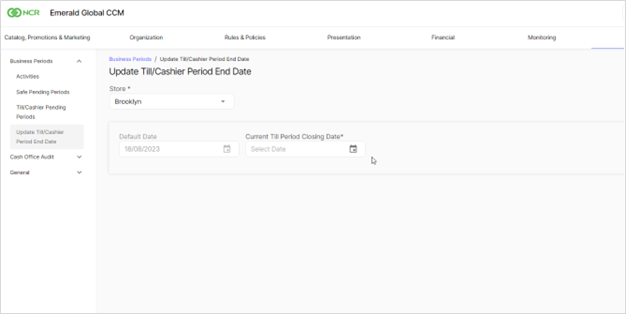 NCR Emerald Global CCM
Catalog, Promotions & Marketing Organization Rules & Policies Presentation Financial Monitoring
Business Periods
Activities
Safe Pending Periods
Till/Cashier Pending
Periods
Update Till/Cashier
Period End Date
Cash Office Audit
General
Business Periods / Update Till/Cashier Period End Date
Update Till/Cashier Period End Date
Store *
Brooklyn
Default Date Current Till Period Closing Date*
18/08/2023 Select Date